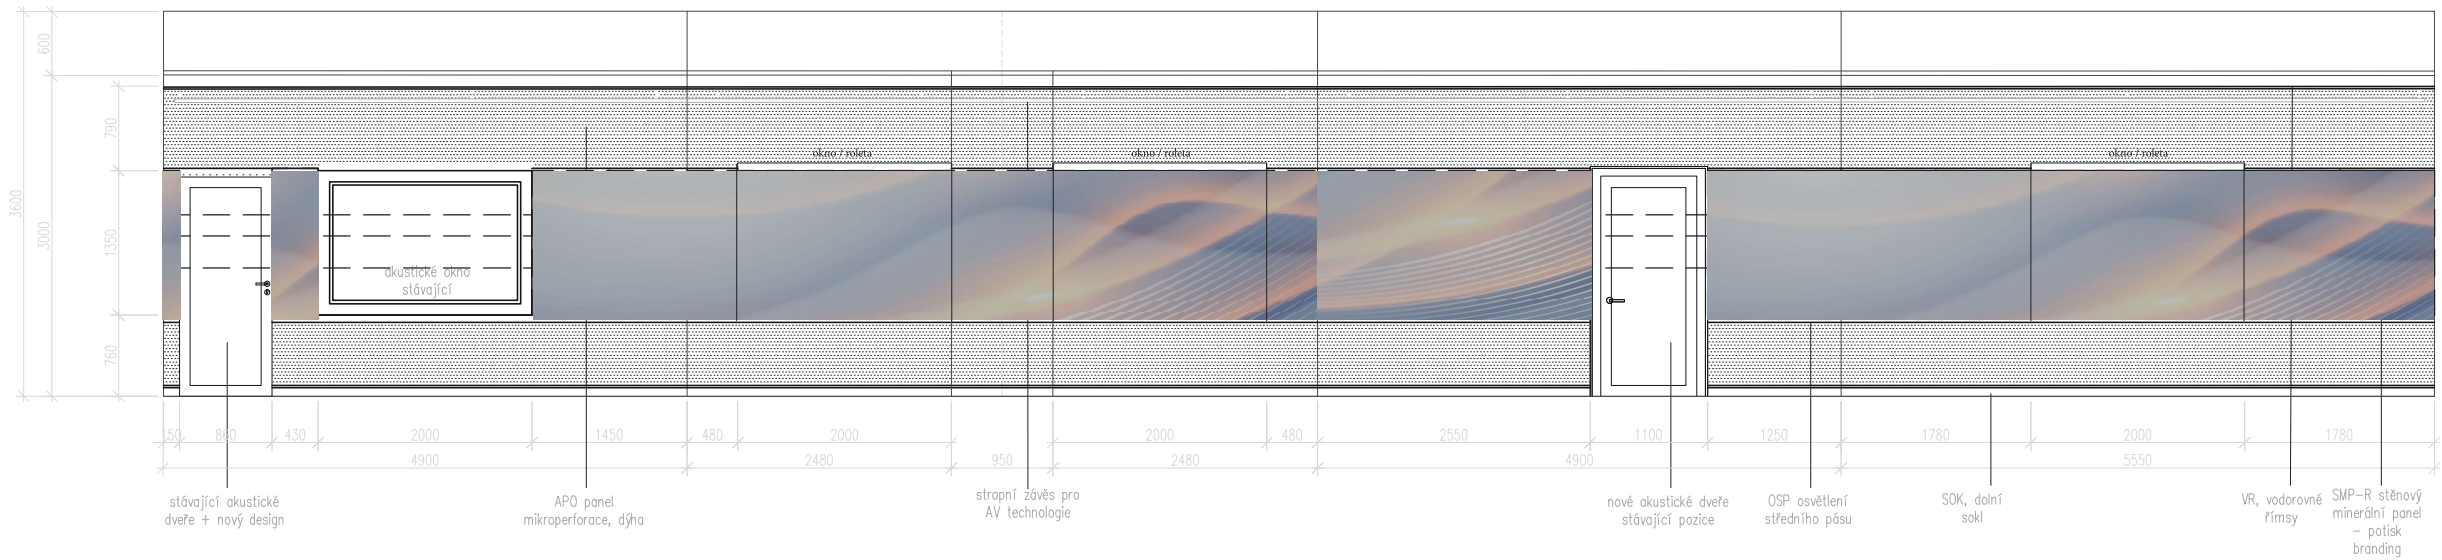 600
790
3600
3000
1350
760
okno / roleta
okno / roleta
okno / roleta
akustické okno
stávající
150
860
430
2000
1450
480
2000
2000
480
2550
1100
1250
1780
2000
1780
4900
2480
950
2480
4900
5550
stávající akustické
dveře + nový design
APO panel
mikroperforace, dýha
stropní závěs pro
AV technologie
nové akustické dveře
stávající pozice
OSP osvětlení
středního pásu
SOK, dolní
sokl
VR, vodorovné
římsy
SMP-R stěnový
minerální panel
- potisk
branding